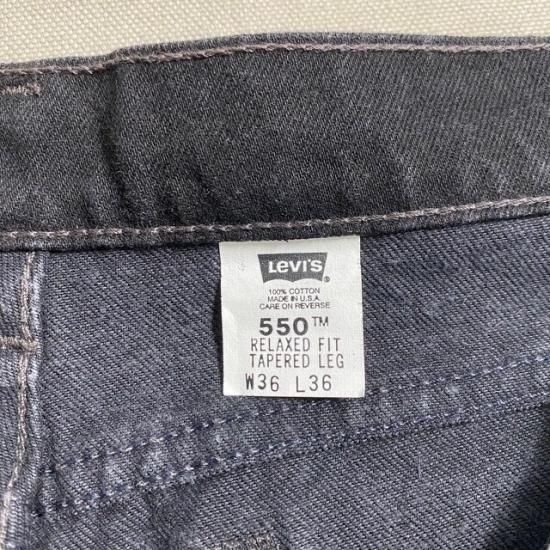 Levi's ®
100% COTTON
MADE IN U.S.A.
CARE ON REVERSE
550™
RELAXED FIT
TAPERED LEG
W36 L36